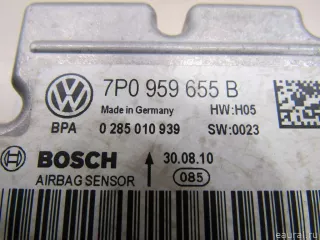 7P0 959 655 B
Made in Germany HW:H05
BPA 0 285 010 939 SW:0023
BOSCH 30.08.10
AIRBAG SENSOR 085